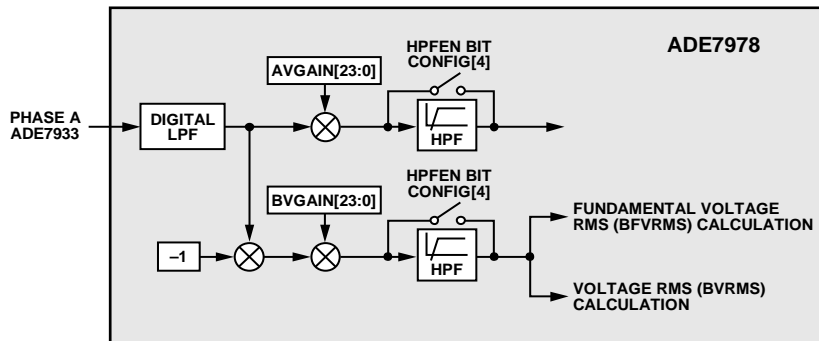 ADE7978
HPFEN BIT
CONFIG[4]
AVGAIN[23:0]
PHASE A
ADE7933
DIGITAL
LPF
HPF
HPFEN BIT
CONFIG[4]
BVGAIN[23:0]
–1
HPF
FUNDAMENTAL VOLTAGE
RMS (BFVRMS) CALCULATION
VOLTAGE RMS (BVRMS)
CALCULATION